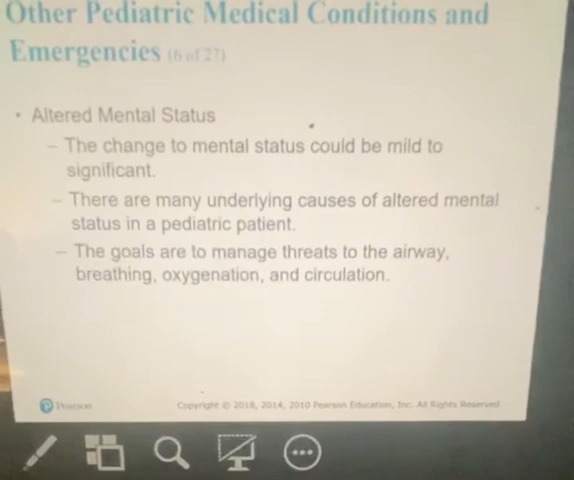 Other Pediatric Medical Conditions and
Emergencies (6 of 27)
• Altered Mental Status
– The change to mental status could be mild to
significant.
– There are many underlying causes of altered mental
status in a pediatric patient.
– The goals are to manage threats to the airway,
breathing, oxygenation, and circulation.
Pearson
Copyright © 2018, 2014, 2010 Pearson Education, Inc. All Rights Reserved